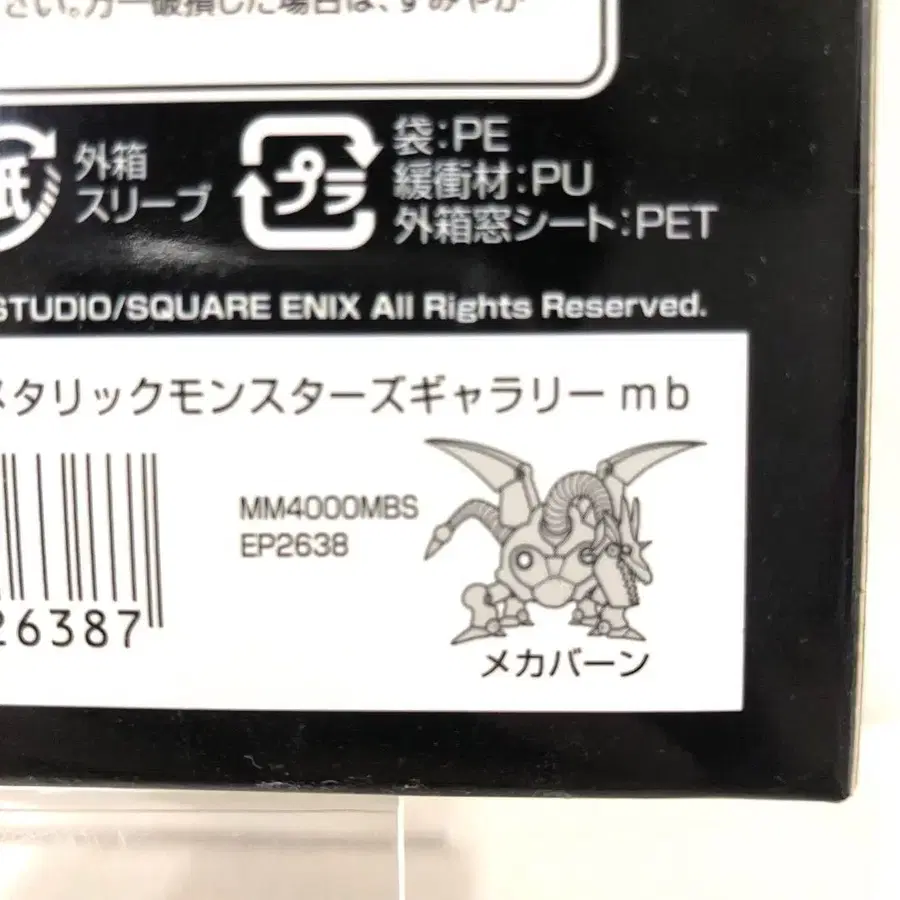 さい。万一破損した場合は、すみやか
紙
外箱
スリーブ
プラ
袋:PE
緩衝材:PU
外箱窓シート:PET
STUDIO/SQUARE ENIX All Rights Reserved.
メタリックモンスターズギャラリー mb
MM4000MBS
EP2638
26387
メカバーン